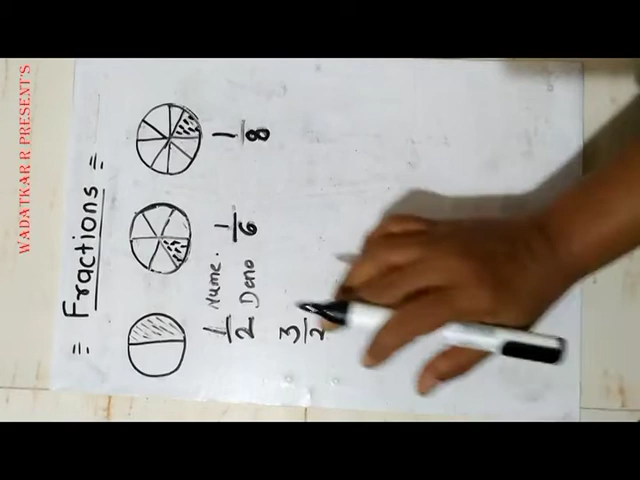 WADATKAR.R PRESENT'S
= Fractions =
1/2 Nume. Deno 1/6 1/8
3/2